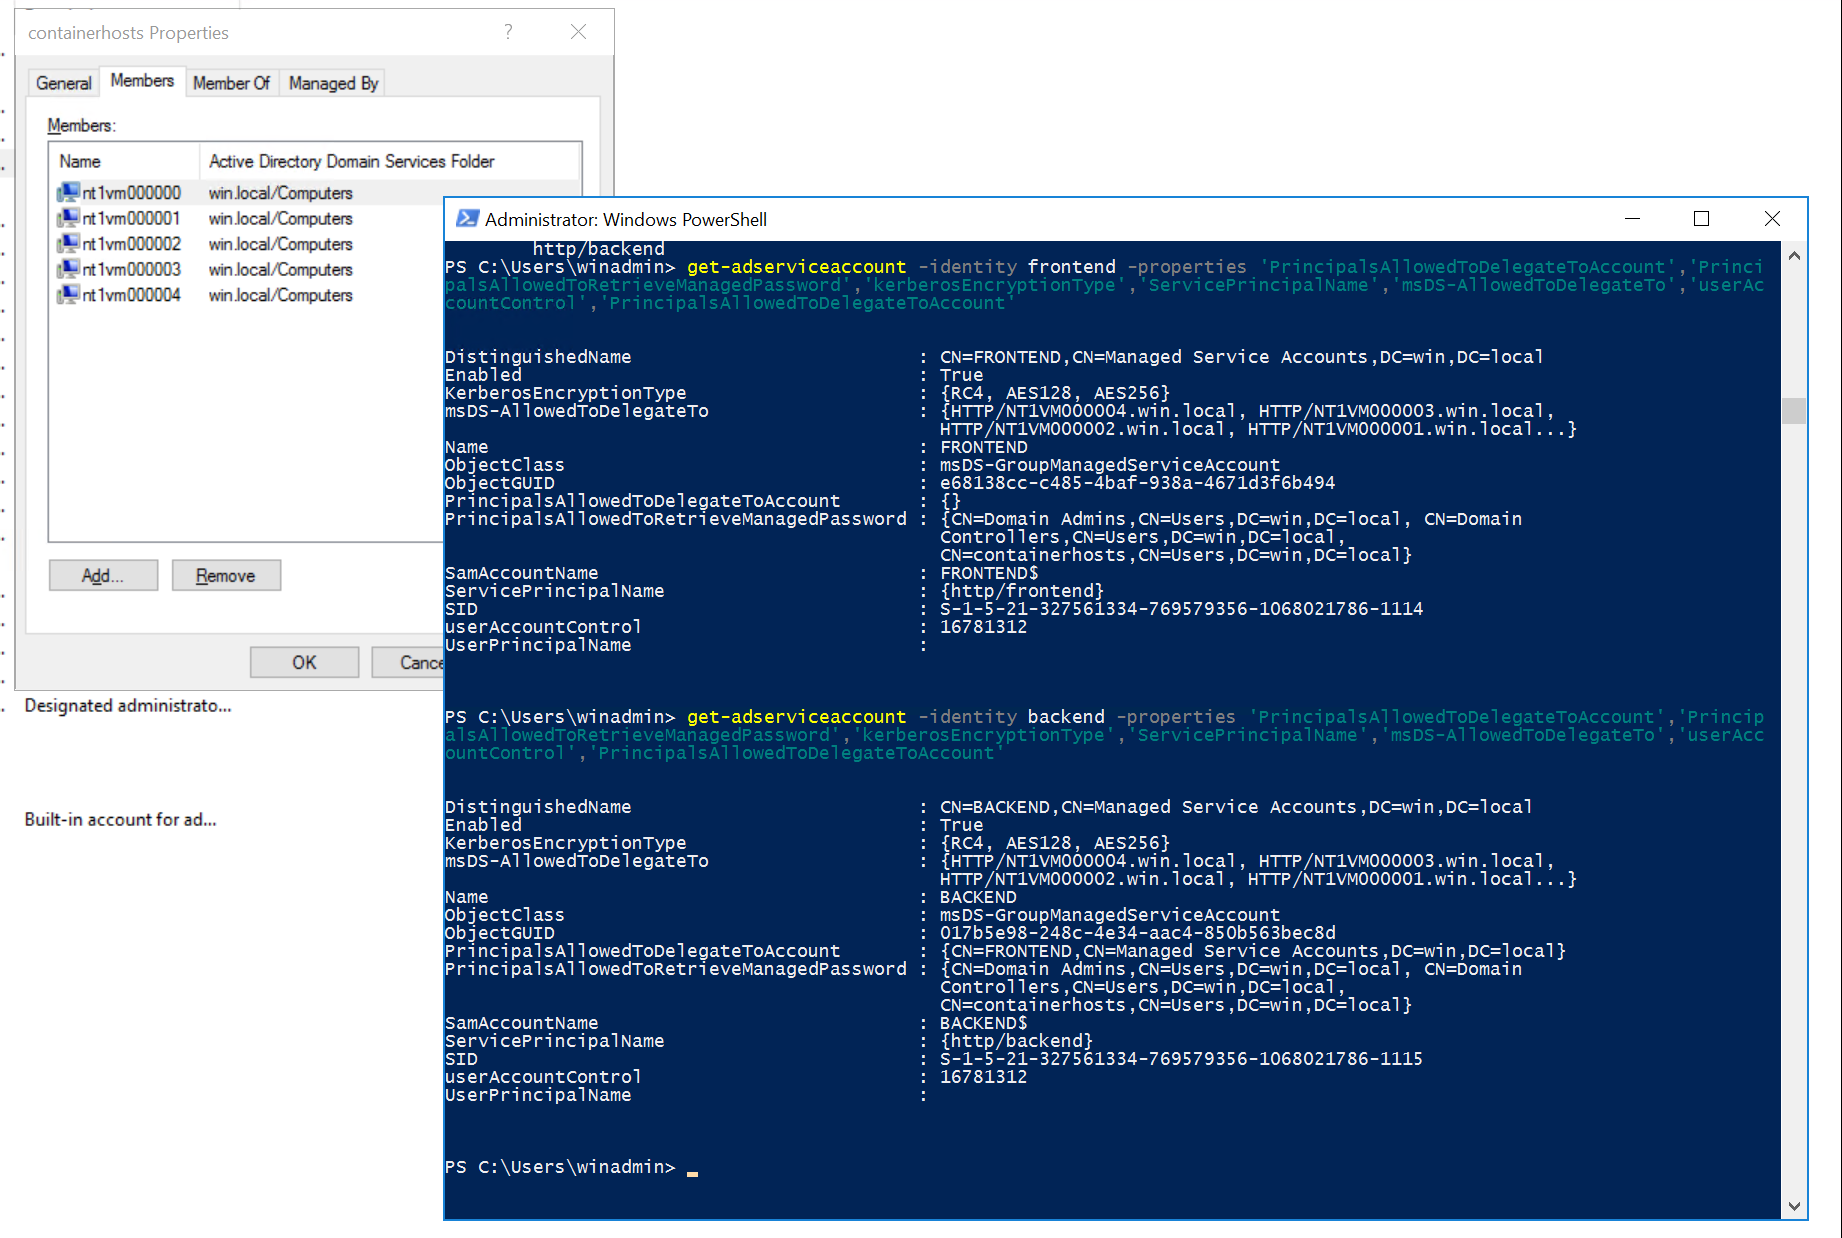 containerhosts Properties
General Members Member Of Managed By
Members:
Name Active Directory Domain Services Folder
nt1vm000000 win.local/Computers
nt1vm000001 win.local/Computers
nt1vm000002 win.local/Computers
nt1vm000003 win.local/Computers
nt1vm000004 win.local/Computers
Add... Remove
OK Cance
Designated administrato...
Built-in account for ad...
Administrator: Windows PowerShell
http/backend
PS C:\Users\winadmin> get-adserviceaccount -identity frontend -properties 'PrincipalsAllowedToDelegateToAccount','Princi
palsAllowedToRetrieveManagedPassword','kerberosEncryptionType','ServicePrincipalName','msDS-AllowedToDelegateTo','userAc
countControl','PrincipalsAllowedToDelegateToAccount'
DistinguishedName : CN=FRONTEND,CN=Managed Service Accounts,DC=win,DC=local
Enabled : True
KerberosEncryptionType : {RC4, AES128, AES256}
msDS-AllowedToDelegateTo : {HTTP/NT1VM000004.win.local, HTTP/NT1VM000003.win.local,
HTTP/NT1VM000002.win.local, HTTP/NT1VM000001.win.local...}
Name : FRONTEND
ObjectClass : msDS-GroupManagedServiceAccount
ObjectGUID : e68138cc-c485-4baf-938a-4671d3f6b494
PrincipalsAllowedToDelegateToAccount : {}
PrincipalsAllowedToRetrieveManagedPassword : {CN=Domain Admins,CN=Users,DC=win,DC=local, CN=Domain
Controllers,CN=Users,DC=win,DC=local,
CN=containerhosts,CN=Users,DC=win,DC=local}
SamAccountName : FRONTEND$
ServicePrincipalName : {http/frontend}
SID : S-1-5-21-327561334-769579356-1068021786-1114
userAccountControl : 16781312
UserPrincipalName :
PS C:\Users\winadmin> get-adserviceaccount -identity backend -properties 'PrincipalsAllowedToDelegateToAccount','Princip
alsAllowedToRetrieveManagedPassword','kerberosEncryptionType','ServicePrincipalName','msDS-AllowedToDelegateTo','userAcc
ountControl','PrincipalsAllowedToDelegateToAccount'
DistinguishedName : CN=BACKEND,CN=Managed Service Accounts,DC=win,DC=local
Enabled : True
KerberosEncryptionType : {RC4, AES128, AES256}
msDS-AllowedToDelegateTo : {HTTP/NT1VM000004.win.local, HTTP/NT1VM000003.win.local,
HTTP/NT1VM000002.win.local, HTTP/NT1VM000001.win.local...}
Name : BACKEND
ObjectClass : msDS-GroupManagedServiceAccount
ObjectGUID : 017b5e98-248c-4e34-aac4-850b563bec8d
PrincipalsAllowedToDelegateToAccount : {CN=FRONTEND,CN=Managed Service Accounts,DC=win,DC=local}
PrincipalsAllowedToRetrieveManagedPassword : {CN=Domain Admins,CN=Users,DC=win,DC=local, CN=Domain
Controllers,CN=Users,DC=win,DC=local,
CN=containerhosts,CN=Users,DC=win,DC=local}
SamAccountName : BACKEND$
ServicePrincipalName : {http/backend}
SID : S-1-5-21-327561334-769579356-1068021786-1115
userAccountControl : 16781312
UserPrincipalName :
PS C:\Users\winadmin> _